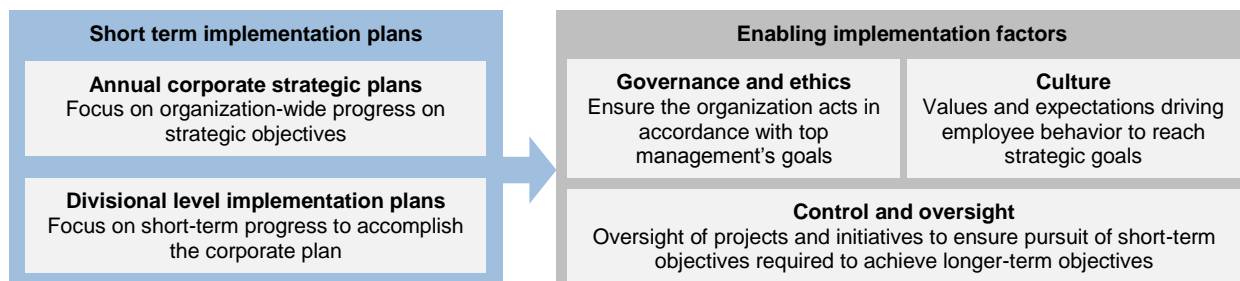 Short term implementation plans
Annual corporate strategic plans
Focus on organization-wide progress on
strategic objectives
Divisional level implementation plans
Focus on short-term progress to accomplish
the corporate plan
Enabling implementation factors
Governance and ethics
Ensure the organization acts in
accordance with top
management's goals
Culture
Values and expectations driving
employee behavior to reach
strategic goals
Control and oversight
Oversight of projects and initiatives to ensure pursuit of short-term
objectives required to achieve longer-term objectives